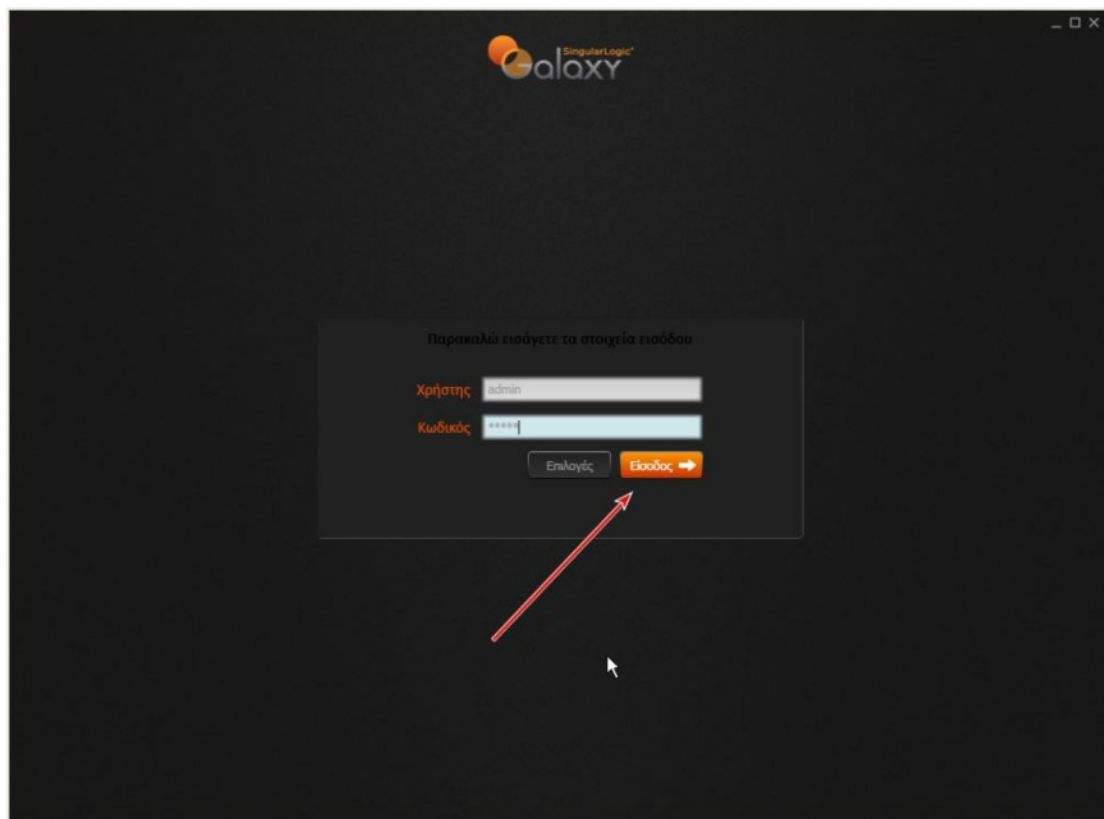 SingularLogic®
Galaxy
Παρακαλώ εισάγετε τα στοιχεία εισόδου
Χρήστης admin
Κωδικός *****
Επιλογές Είσοδος